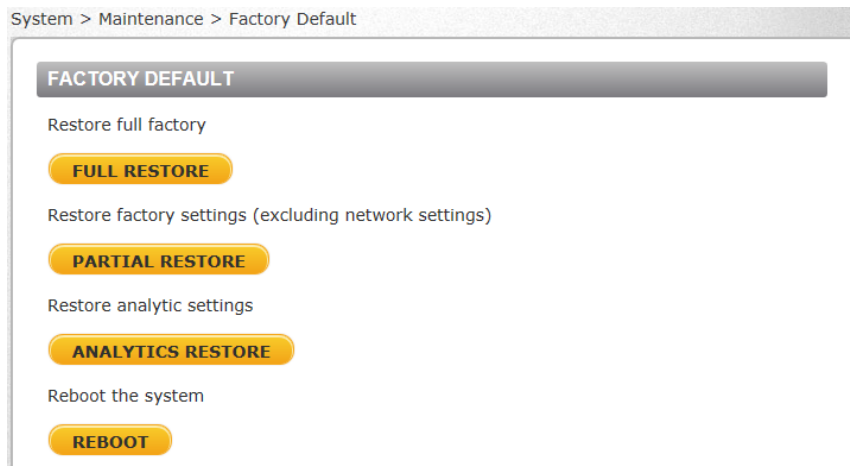 System > Maintenance > Factory Default
FACTORY DEFAULT
Restore full factory
FULL RESTORE
Restore factory settings (excluding network settings)
PARTIAL RESTORE
Restore analytic settings
ANALYTICS RESTORE
Reboot the system
REBOOT